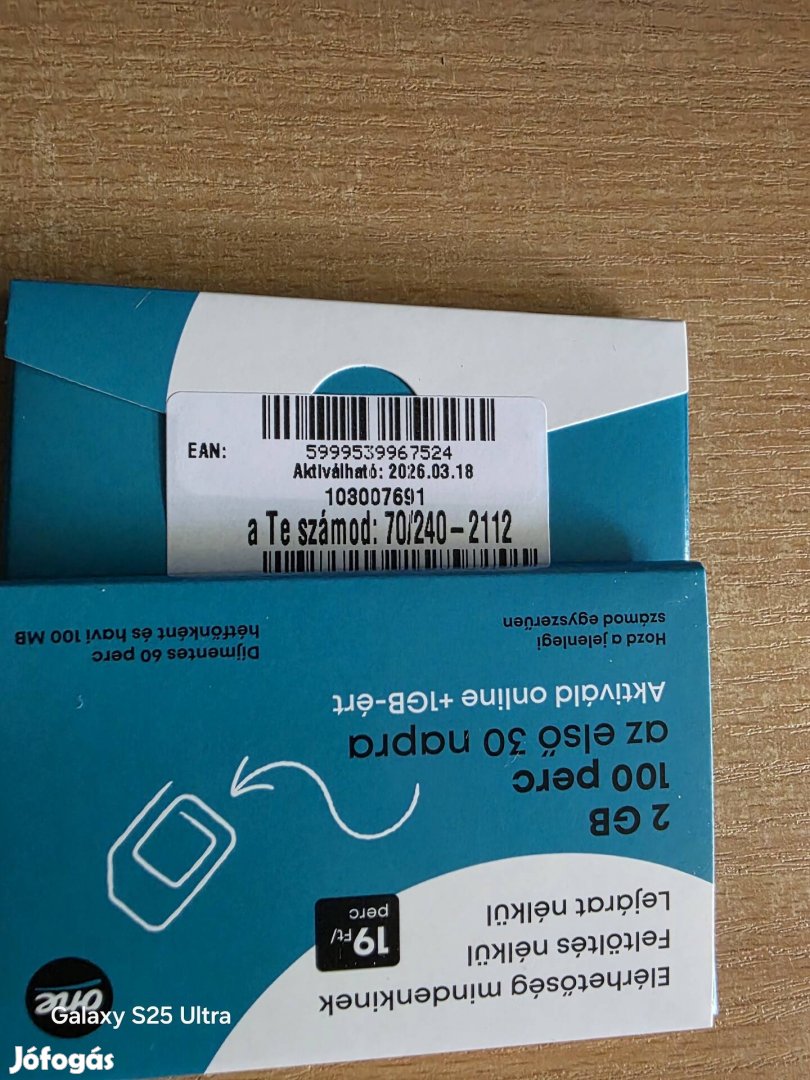 EAN:
5999539967524
Aktiválható: 2026.03.18
103007691
a Te számod: 70/240-2112
Elérhetőség mindenkinek
Feltöltés nélkül
Lejárat nélkül
19 Ft/
perc
2 GB
100 perc
az első 30 napra
Aktiváld online +1GB-ért
Hozd a jelenlegi
számod egyszerűen
Díjmentes 60 perc
hétfőnként és havi 100 MB
one
Galaxy S25 Ultra
Jófogás